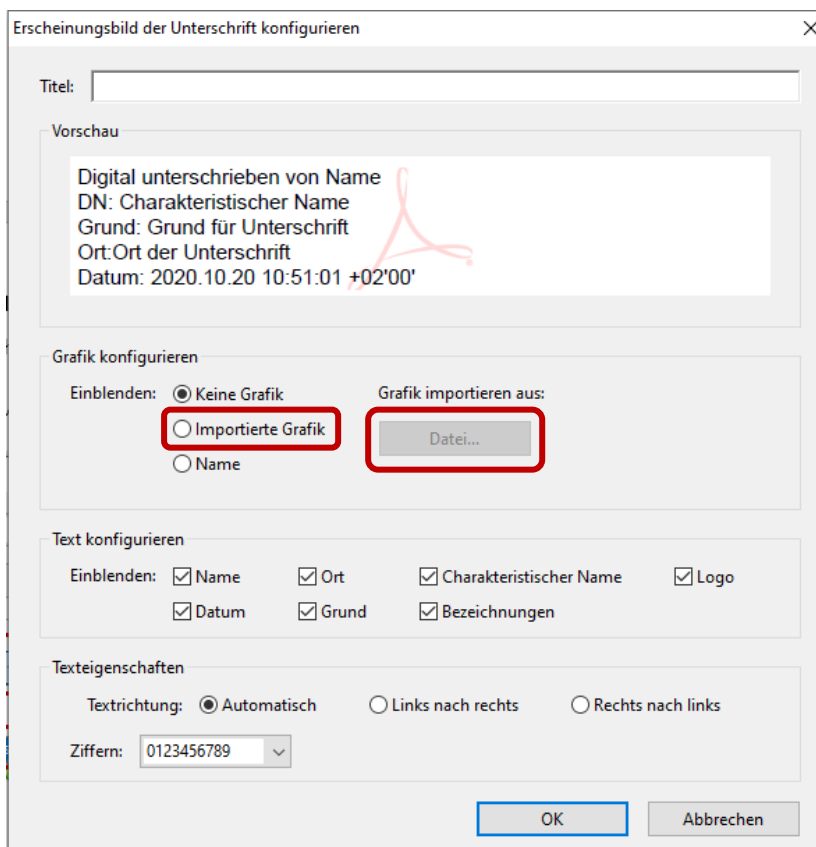 Erscheinungsbild der Unterschrift konfigurieren
Titel:
Vorschau
Digital unterschrieben von Name
DN: Charakteristischer Name
Grund: Grund für Unterschrift
Ort:Ort der Unterschrift
Datum: 2020.10.20 10:51:01 +02'00'
Grafik konfigurieren
Einblenden: Keine Grafik Grafik importieren aus:
Importierte Grafik Datei...
Name
Text konfigurieren
Einblenden: Name Ort Charakteristischer Name Logo
Datum Grund Bezeichnungen
Texteigenschaften
Textrichtung: Automatisch Links nach rechts Rechts nach links
Ziffern: 0123456789
OK Abbrechen